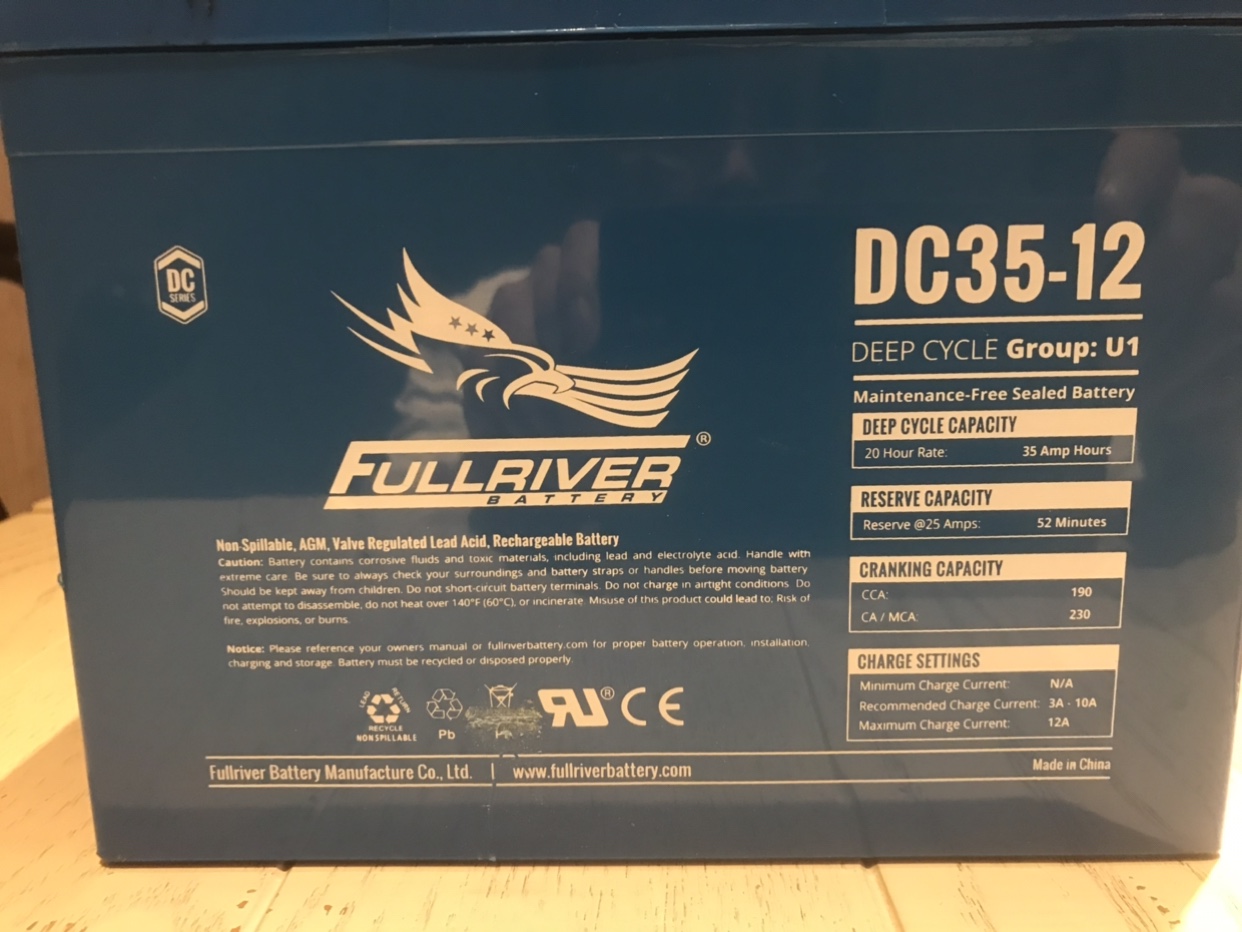 DC
SERIES
FULLRIVER®
BATTERY
Non-Spillable, AGM, Valve Regulated Lead Acid, Rechargeable Battery
Caution: Battery contains corrosive fluids and toxic materials, including lead and electrolyte acid. Handle with
extreme care. Be sure to always check your surroundings and battery straps or handles before moving battery
Should be kept away from children. Do not short-circuit battery terminals. Do not charge in airtight conditions. Do
not attempt to disassemble, do not heat over 140°F (60°C), or incinerate. Misuse of this product could lead to: Risk of
fire, explosions, or burns.
Notice: Please reference your owners manual or fullriverbattery.com for proper battery operation, installation,
charging and storage. Battery must be recycled or disposed properly.
LEAD RETURN
RECYCLE
NONSPILLABLE
Pb
RU® CE
Fullriver Battery Manufacture Co., Ltd. | www.fullriverbattery.com
DC35-12
DEEP CYCLE Group: U1
Maintenance-Free Sealed Battery
DEEP CYCLE CAPACITY
20 Hour Rate: 35 Amp Hours
RESERVE CAPACITY
Reserve @25 Amps: 52 Minutes
CRANKING CAPACITY
CCA: 190
CA / MCA: 230
CHARGE SETTINGS
Minimum Charge Current: N/A
Recommended Charge Current: 3A - 10A
Maximum Charge Current: 12A
Made in China